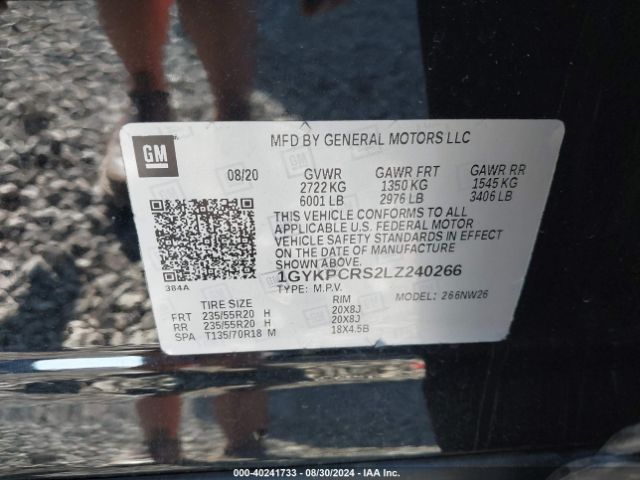 GM
MFD BY GENERAL MOTORS LLC
08/20 GVWR GAWR FRT GAWR RR
2722 KG 1350 KG 1545 KG
6001 LB 2976 LB 3406 LB
THIS VEHICLE CONFORMS TO ALL
APPLICABLE U.S. FEDERAL MOTOR
VEHICLE SAFETY STANDARDS IN EFFECT
ON THE DATE OF MANUFACTURE
SHOWN ABOVE.
1GYKPCRS2LZ240266
384A TYPE: M.P.V. MODEL: 266NW26
TIRE SIZE RIM
FRT 235/55R20 H 20X8J
RR 235/55R20 H 20X8J
SPA T135/70R18 M 18X4.5B
000-40241733 - 08/30/2024 - IAA Inc.